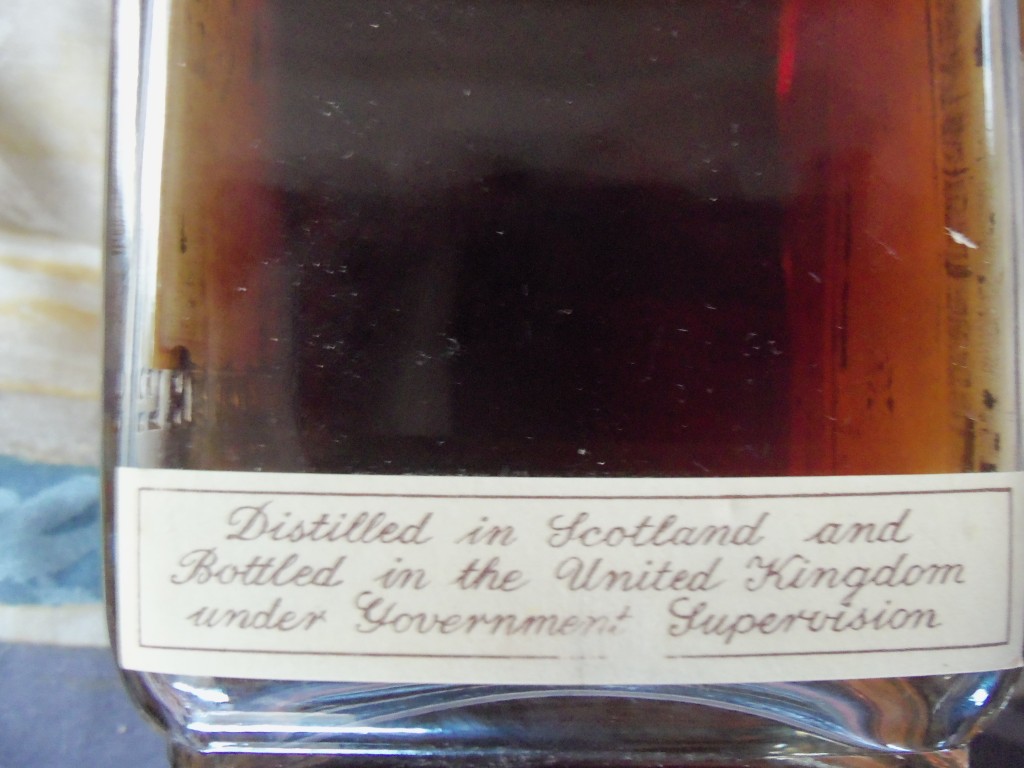 Distilled in Scotland and
Bottled in the United Kingdom
under Government Supervision